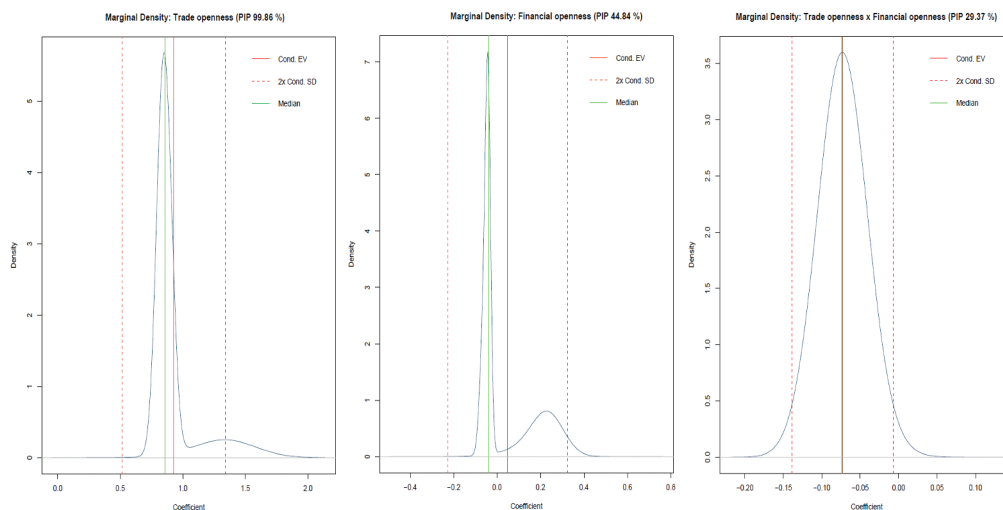 Marginal Density: Trade openness (PIP 99.86 %)
Cond. EV
2x Cond. SD
Median
Density
5
4
3
2
1
0
0.0 0.5 1.0 1.5 2.0
Coefficient
Marginal Density: Financial openness (PIP 44.84 %)
Cond. EV
2x Cond. SD
Median
Density
7
6
5
4
3
2
1
0
−0.4 −0.2 0.0 0.2 0.4 0.6 0.8
Coefficient
Marginal Density: Trade openness x Financial openness (PIP 29.37 %)
Cond. EV
2x Cond. SD
Median
Density
3.5
3.0
2.5
2.0
1.5
1.0
0.5
0.0
−0.20 −0.15 −0.10 −0.05 0.00 0.05 0.10
Coefficient